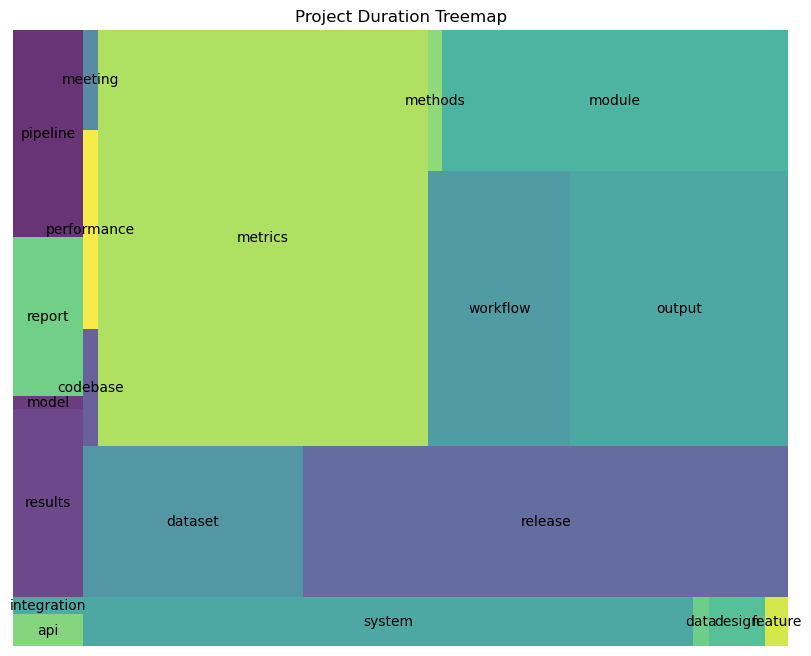 Project Duration Treemap
meeting
methods
module
pipeline
performance
metrics
workflow
output
report
codebase
model
results
dataset
release
integration
system
data
design
feature
api